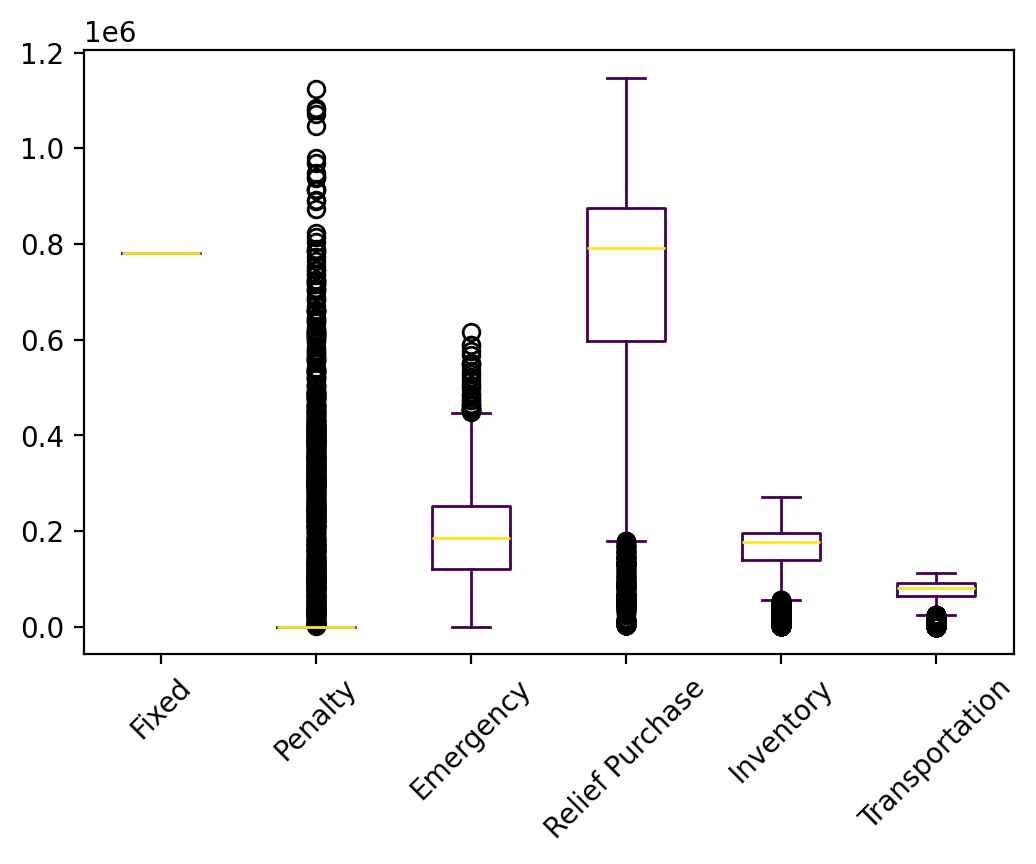 1e6
1.2
1.0
0.8
0.6
0.4
0.2
0.0
Fixed
Penalty
Emergency
Relief Purchase
Inventory
Transportation